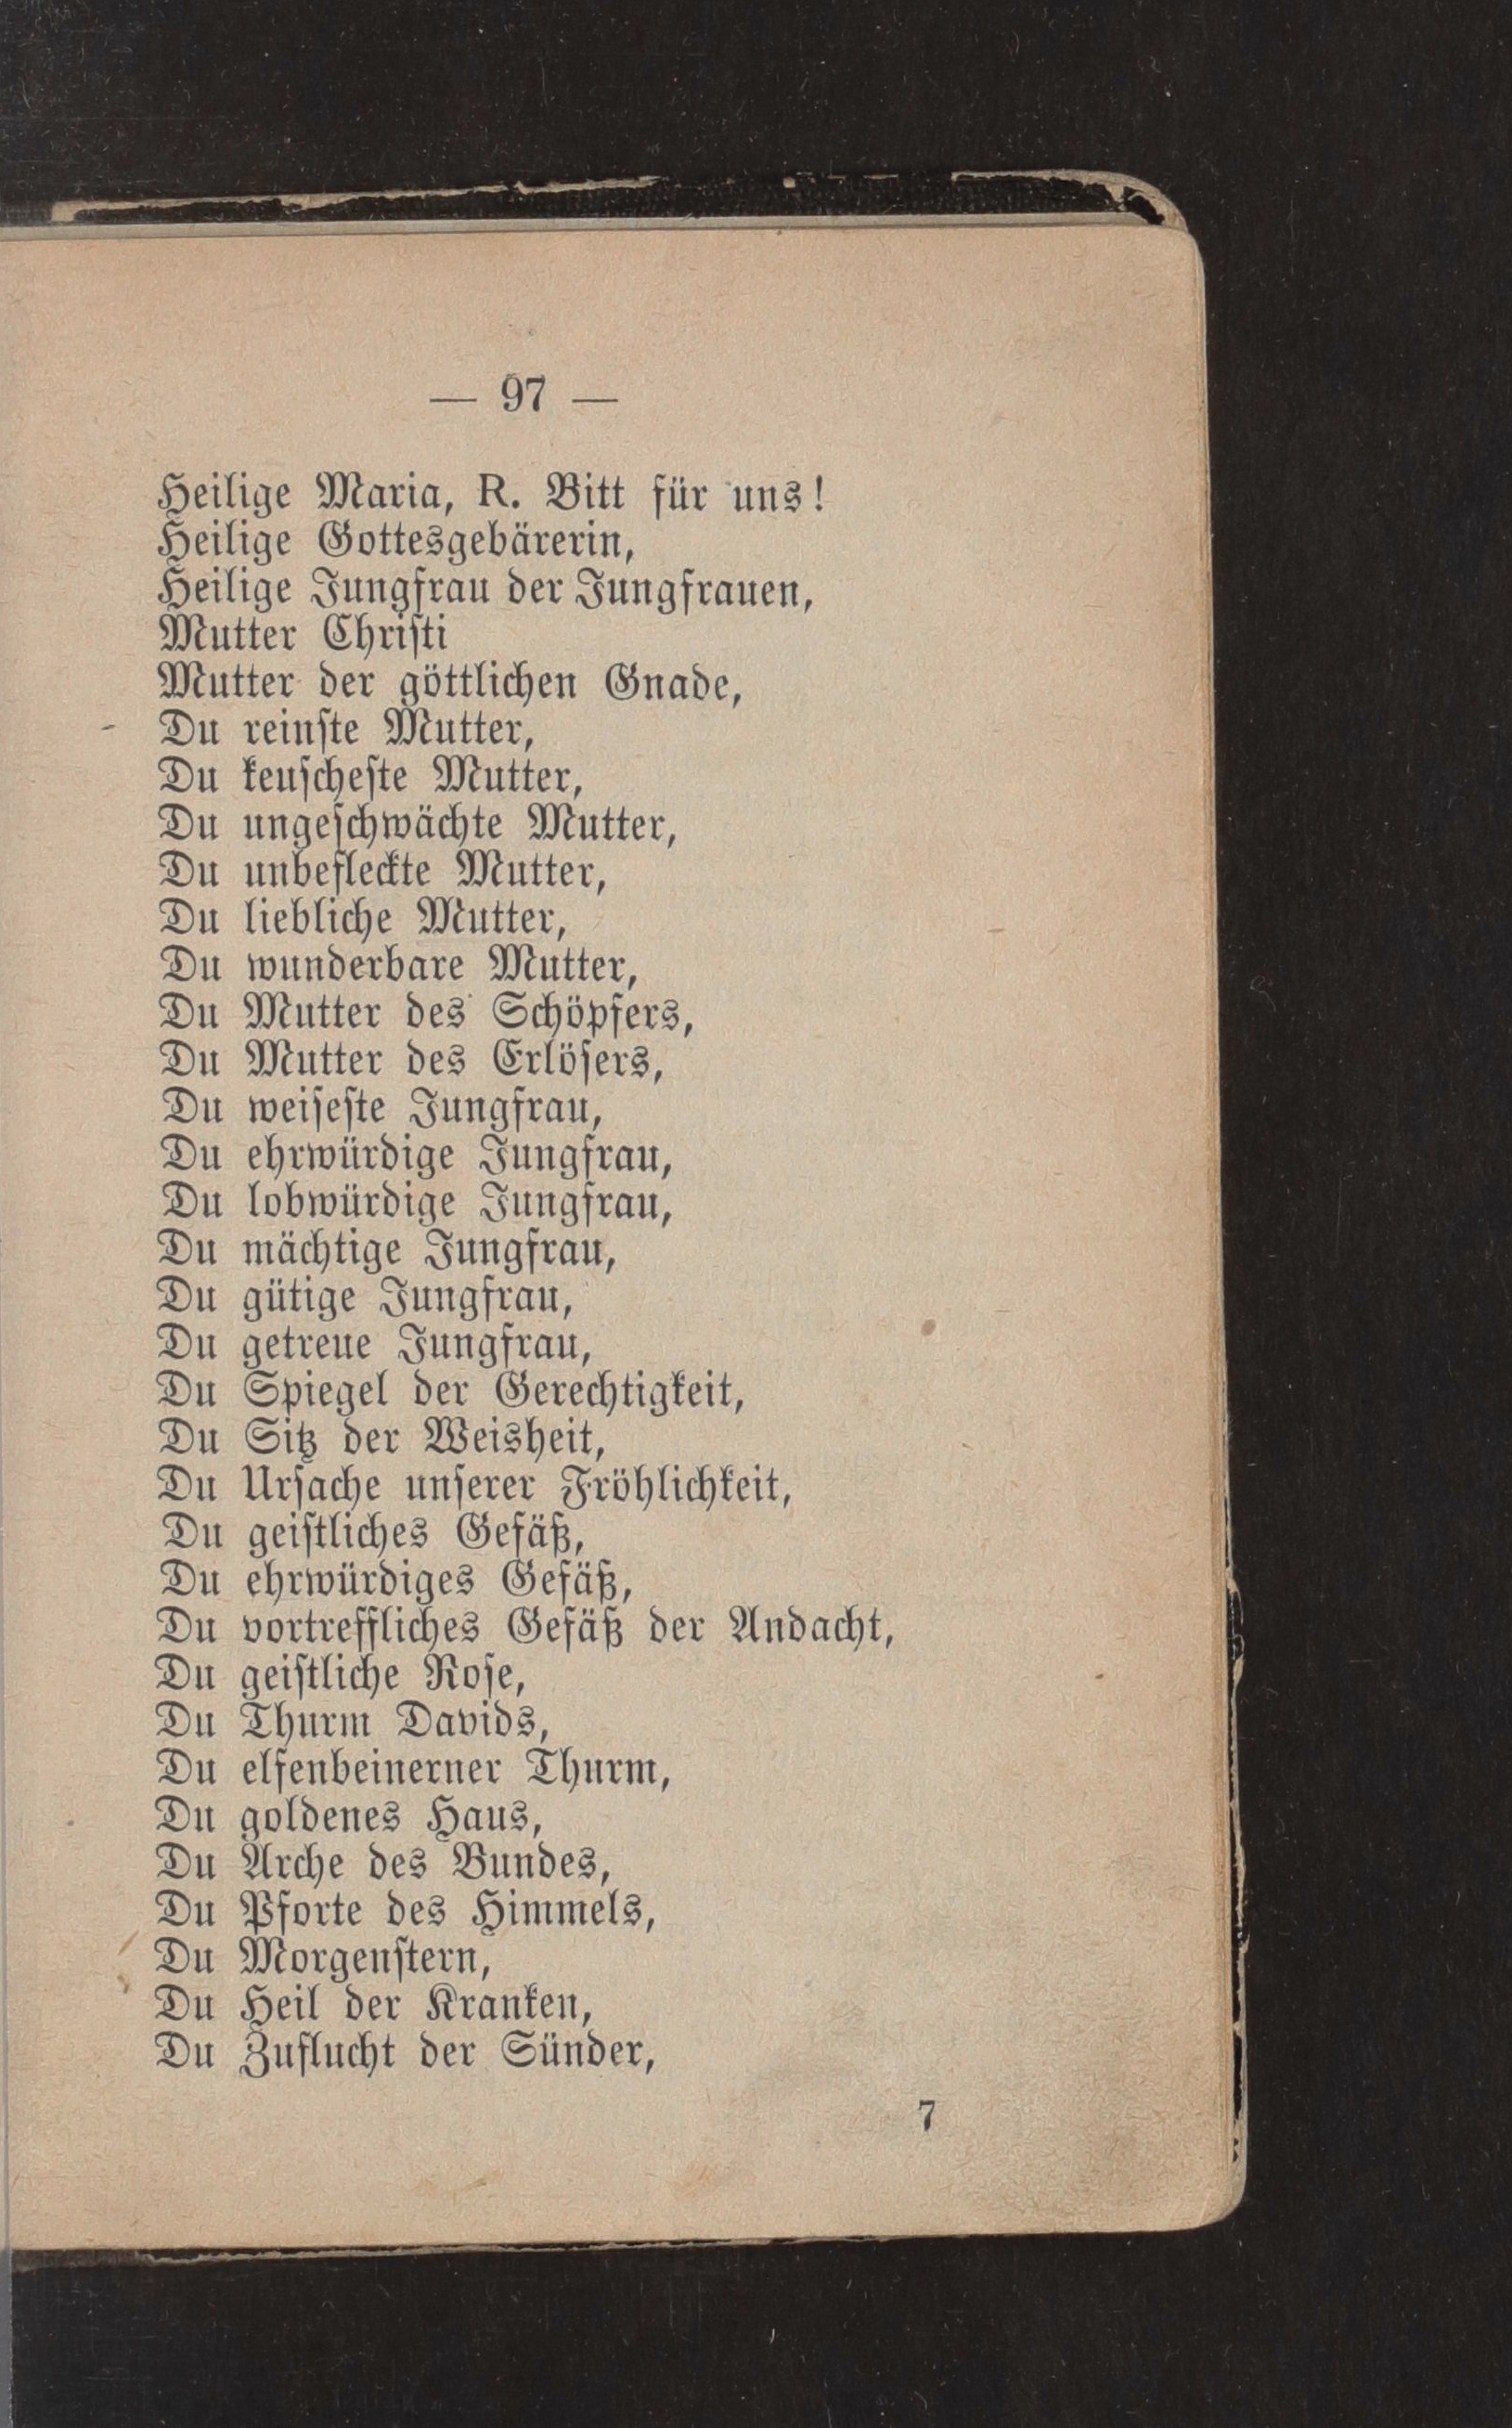 — 97 —
Heilige Maria, R. Bitt für uns!
Heilige Gottesgebärerin,
Heilige Jungfrau der Jungfrauen,
Mutter Chriſti
Mutter der göttlichen Gnade,
Du reinſte Mutter,
Du keuſcheſte Mutter,
Du ungeſchwächte Mutter,
Du unbefleckte Mutter,
Du liebliche Mutter,
Du wunderbare Mutter,
Du Mutter des Schöpfers,
Du Mutter des Erlöſers,
Du weiſeſte Jungfrau,
Du ehrwürdige Jungfrau,
Du lobwürdige Jungfrau,
Du mächtige Jungfrau,
Du gütige Jungfrau,
Du getreue Jungfrau,
Du Spiegel der Gerechtigkeit,
Du Sitz der Weisheit,
Du Urſache unſerer Fröhlichkeit,
Du geiſtliches Gefäß,
Du ehrwürdiges Gefäß,
Du vortreffliches Gefäß der Andacht,
Du geiſtliche Roſe,
Du Thurm Davids,
Du elfenbeinerner Thurm,
Du goldenes Haus,
Du Arche des Bundes,
Du Pforte des Himmels,
Du Morgenſtern,
Du Heil der Kranken,
Du Zuflucht der Sünder,
7